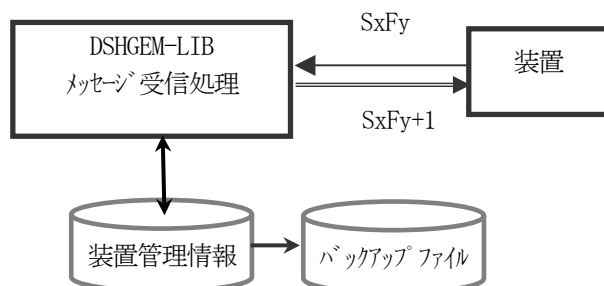 SxFy
DSHGEM-LIB
メッセージ受信処理
装置
SxFy+1
装置管理情報
バックアップファイル